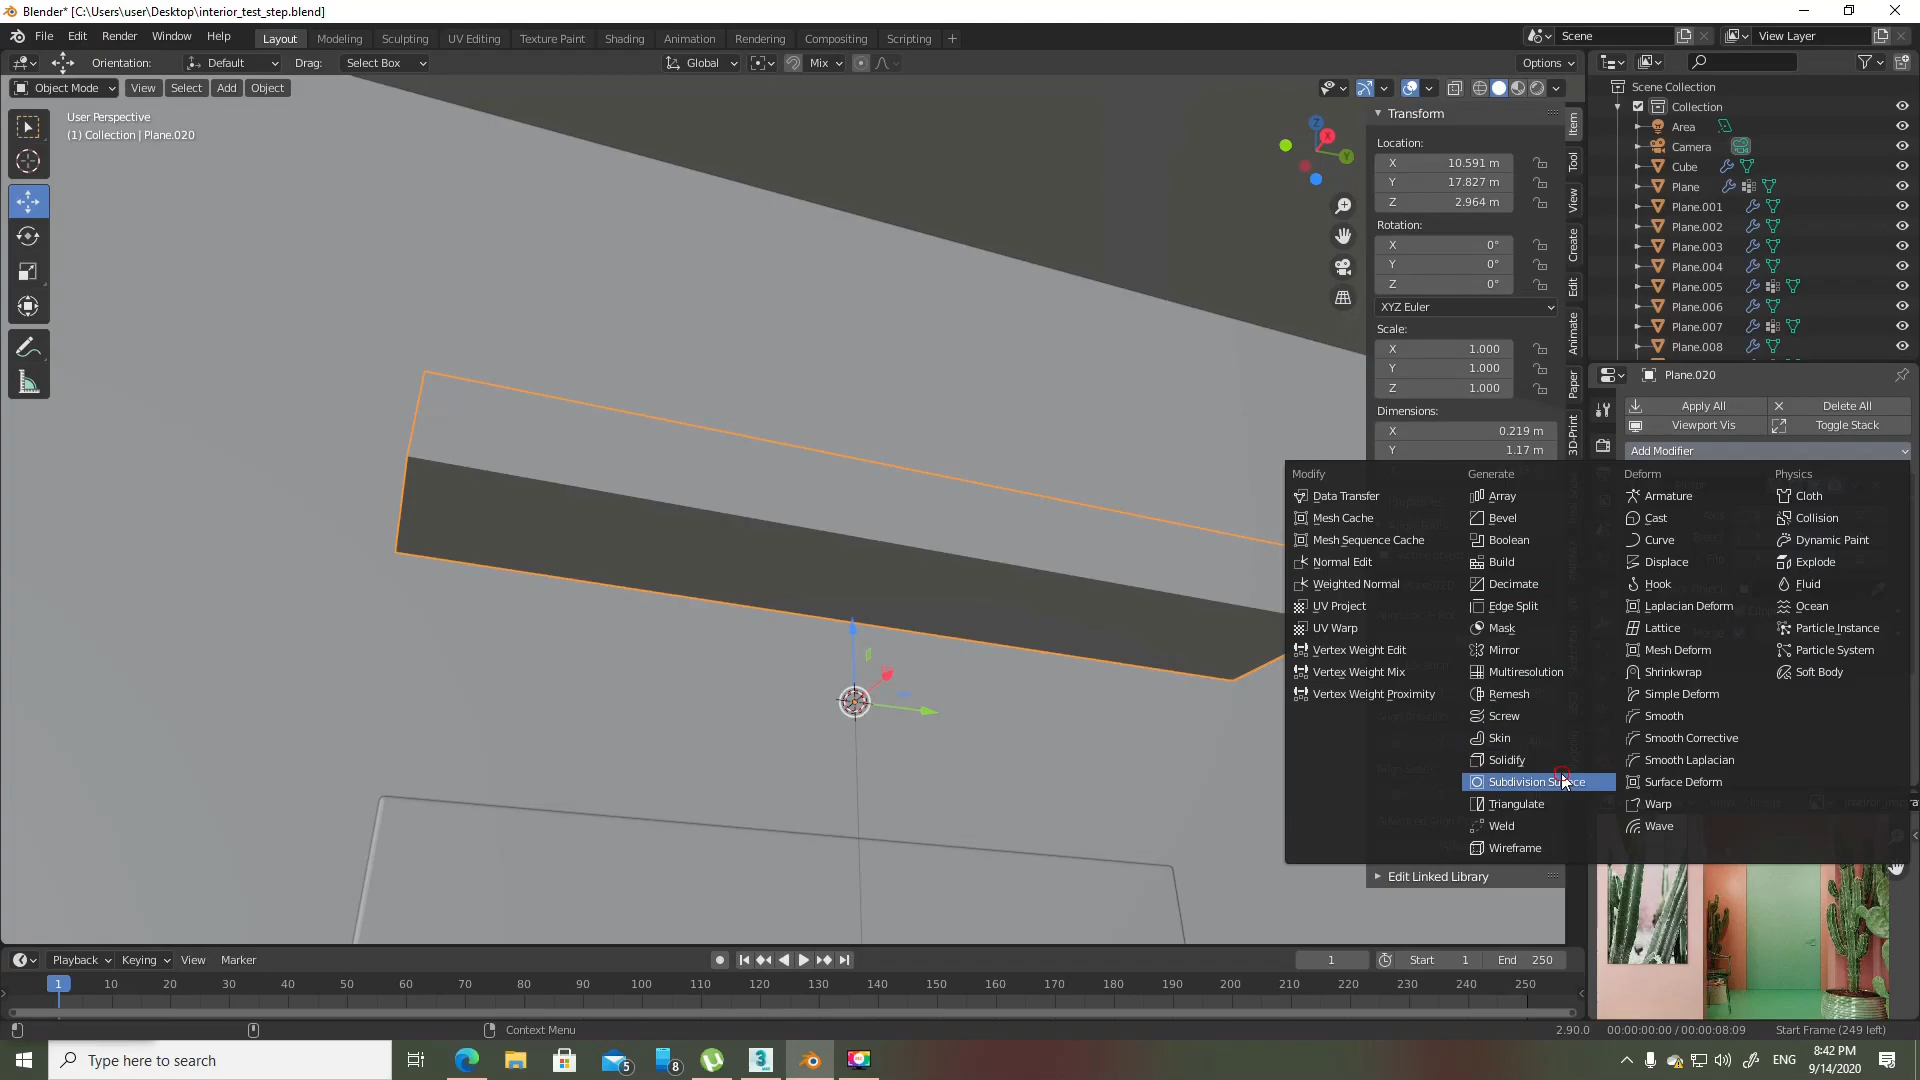 Blender* [C:\Users\user\Desktop\interior_test_step.blend]
File Edit Render Window Help
Layout Modeling Sculpting UV Editing Texture Paint Shading Animation Rendering Compositing Scripting +
Scene
View Layer
Orientation: Default Drag: Select Box
Global
Mix
Options
Object Mode View Select Add Object
User Perspective
(1) Collection | Plane.020
Transform
Location:
X 10.591 m
Y 17.827 m
Z 2.964 m
Rotation:
X 0°
Y 0°
Z 0°
XYZ Euler
Scale:
X 1.000
Y 1.000
Z 1.000
Dimensions:
X 0.219 m
Y 1.17 m
Item
Tool
View
Create
Edit
Animate
Paper
3D-Print
Scene Collection
Collection
Area
Camera
Cube
Plane
Plane.001
Plane.002
Plane.003
Plane.004
Plane.005
Plane.006
Plane.007
Plane.008
Plane.020
Apply All Delete All
Viewport Vis Toggle Stack
Add Modifier
Modify
Data Transfer
Mesh Cache
Mesh Sequence Cache
Normal Edit
Weighted Normal
UV Project
UV Warp
Vertex Weight Edit
Vertex Weight Mix
Vertex Weight Proximity
Generate
Array
Bevel
Boolean
Build
Decimate
Edge Split
Mask
Mirror
Multiresolution
Remesh
Screw
Skin
Solidify
Subdivision
Triangulate
Weld
Wireframe
Deform
Armature
Cast
Curve
Displace
Hook
Laplacian Deform
Lattice
Mesh Deform
Shrinkwrap
Simple Deform
Smooth
Smooth Corrective
Smooth Laplacian
Surface Deform
Warp
Wave
Physics
Cloth
Collision
Dynamic Paint
Explode
Fluid
Ocean
Particle Instance
Particle System
Soft Body
Edit Linked Library
X
Y
Z
Playback Keying View Marker
1 Start 1 End 250
1 10 20 30 40 50 60 70 80 90 100 110 120 130 140 150 160 170 180 190 200 210 220 230 240 250
Context Menu
2.90.0 00:00:00:00 / 00:00:08:09 Start Frame (249 left)
Type here to search
5
8
3
ENG
8:42 PM
9/14/2020